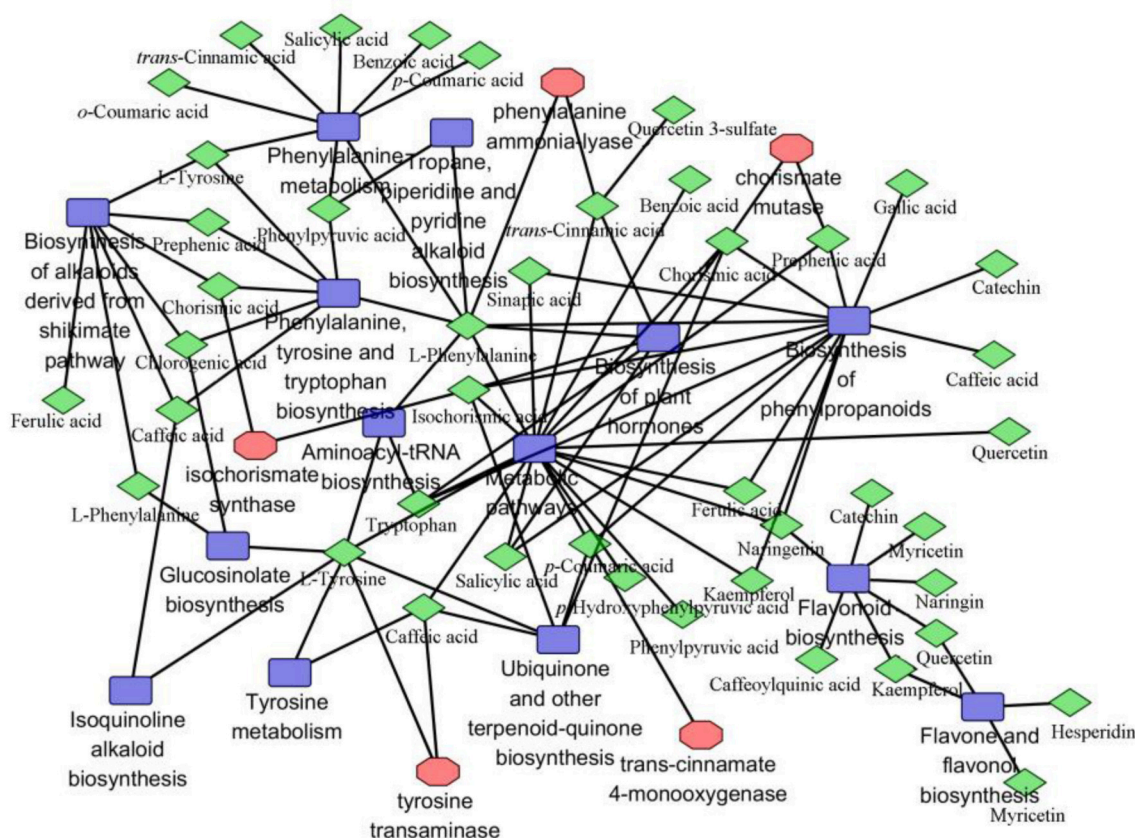 Salicylic acid
trans-Cinnamic acid
Benzoic acid
p-Coumaric acid
o-Coumaric acid
phenylalanine
ammonia-lyase
Quercetin 3-sulfate
Phenylalanine
metabolism
Tropane,
piperidine and
pyridine
alkaloid
biosynthesis
chorismate
mutase
L-Tyrosine
Benzoic acid
Gallic acid
Biosynthesis
of alkaloids
derived from
shikimate
pathway
Prephenic acid
Phenylpyruvic acid
trans-Cinnamic acid
Chorismic acid
Prophenic acid
Chorismic acid
Sinapic acid
Catechin
Phenylalanine,
tyrosine and
tryptophan
biosynthesis
L-Phenylalanine
Biosynthesis
of plant
hormones
Biosynthesis
of
phenylpropanoids
Chlorogenic acid
Caffeic acid
Ferulic acid
Caffeic acid
Isochorismic acid
isochorismate
synthase
Aminoacyl-tRNA
biosynthesis
Metabolic
pathways
Quercetin
L-Phenylalanine
Tryptophan
Ferulic acid
Catechin
Naringenin
Myricetin
Glucosinolate
biosynthesis
L-Tyrosine
Salicylic acid
p-Coumaric acid
p-Hydroxyphenylpyruvic acid
Kaempferol
Flavonoid
biosynthesis
Naringin
Caffeic acid
Phenylpyruvic acid
Quercetin
Caffeoylquinic acid
Kaempferol
Isoquinoline
alkaloid
biosynthesis
Tyrosine
metabolism
Ubiquinone
and other
terpenoid-quinone
biosynthesis
trans-cinnamate
4-monooxygenase
Flavone and
flavonol
biosynthesis
Hesperidin
Myricetin
tyrosine
transaminase